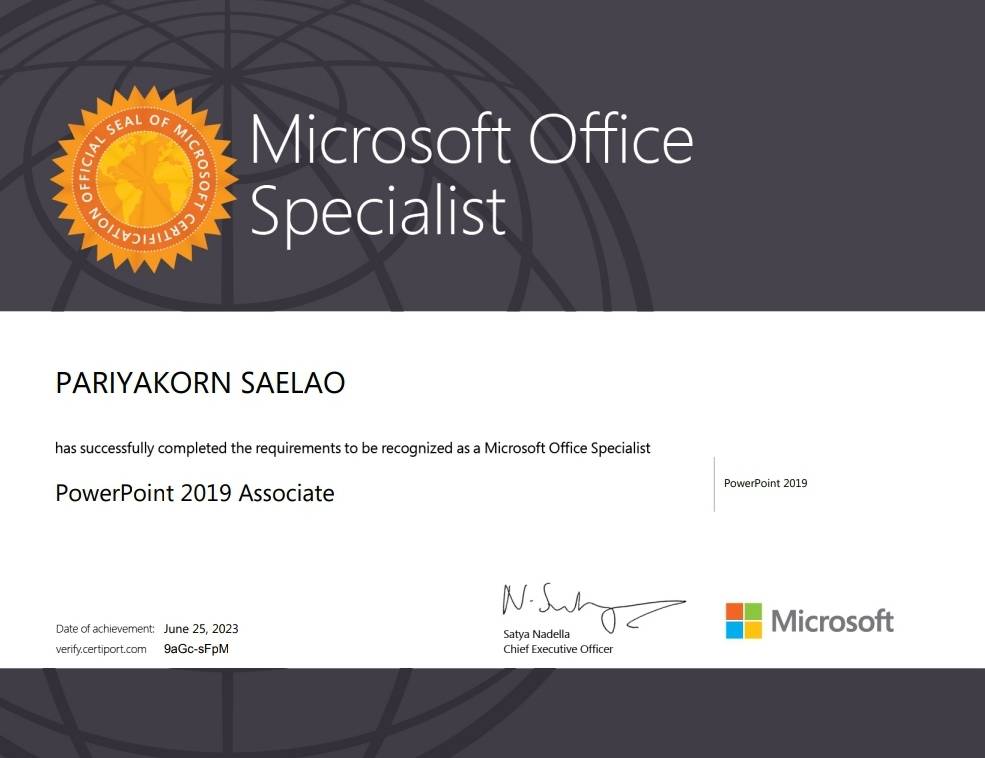 OFFICIAL SEAL OF MICROSOFT CERTIFICATION
Microsoft Office
Specialist
PARIYAKORN SAELAO
has successfully completed the requirements to be recognized as a Microsoft Office Specialist
PowerPoint 2019 Associate
PowerPoint 2019
Date of achievement: June 25, 2023
verify.certiport.com 9aGc-sFpM
Satya Nadella
Chief Executive Officer
Microsoft